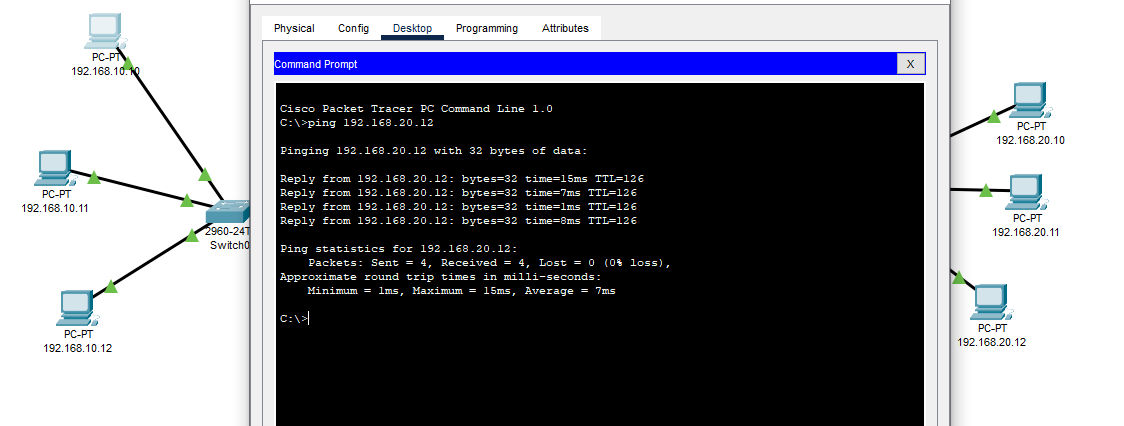 Physical Config Desktop Programming Attributes
Command Prompt
X
Cisco Packet Tracer PC Command Line 1.0
C:\>ping 192.168.20.12
Pinging 192.168.20.12 with 32 bytes of data:
Reply from 192.168.20.12: bytes=32 time=15ms TTL=126
Reply from 192.168.20.12: bytes=32 time=7ms TTL=126
Reply from 192.168.20.12: bytes=32 time=1ms TTL=126
Reply from 192.168.20.12: bytes=32 time=8ms TTL=126
Ping statistics for 192.168.20.12:
Packets: Sent = 4, Received = 4, Lost = 0 (0% loss),
Approximate round trip times in milli-seconds:
Minimum = 1ms, Maximum = 15ms, Average = 7ms
C:\>
PC-PT
192.168.10.10
PC-PT
192.168.10.11
2960-24T
Switch0
PC-PT
192.168.10.12
PC-PT
192.168.20.10
PC-PT
192.168.20.11
PC-PT
192.168.20.12